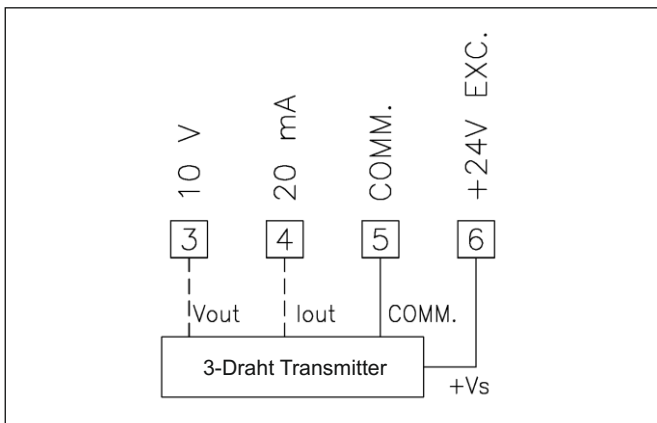 10 V
20 mA
COMM.
+24V EXC.
3
4
5
6
Vout
Iout
COMM.
3-Draht Transmitter
+Vs